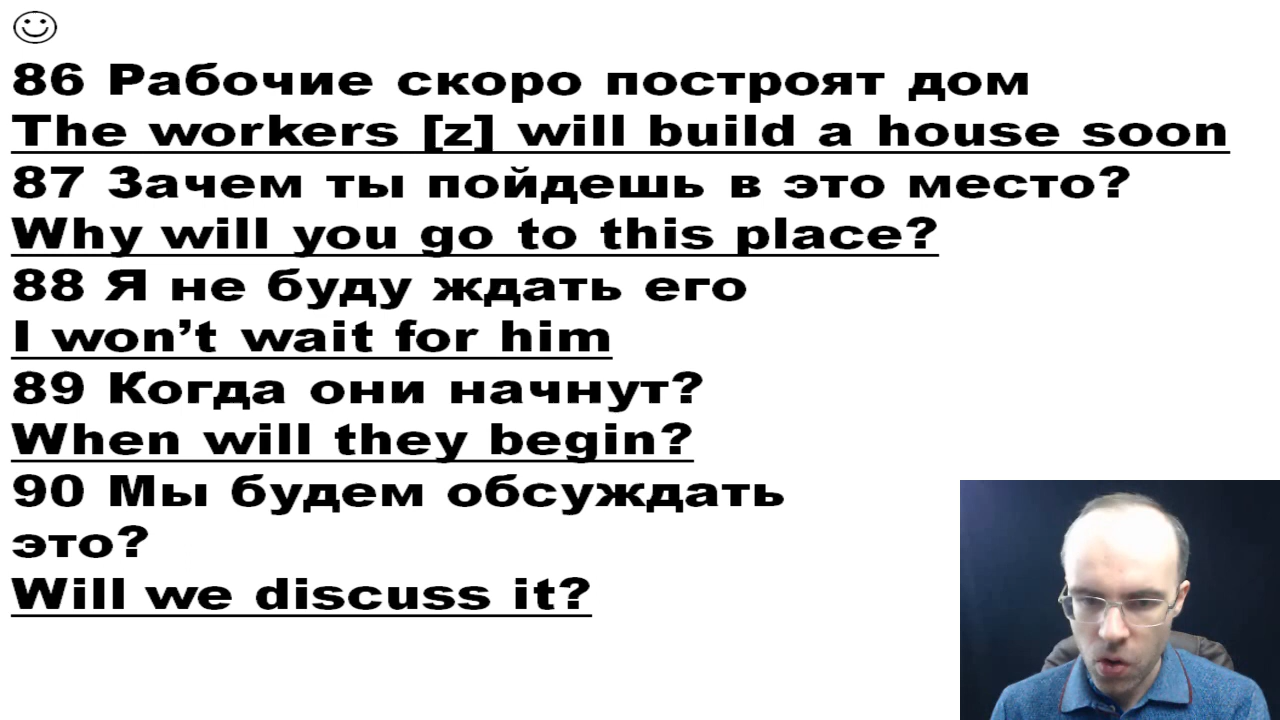 86 Рабочие скоро построят дом
The workers [z] will build a house soon
87 Зачем ты пойдешь в это место?
Why will you go to this place?
88 Я не буду ждать его
I won’t wait for him
89 Когда они начнут?
When will they begin?
90 Мы будем обсуждать
это?
Will we discuss it?